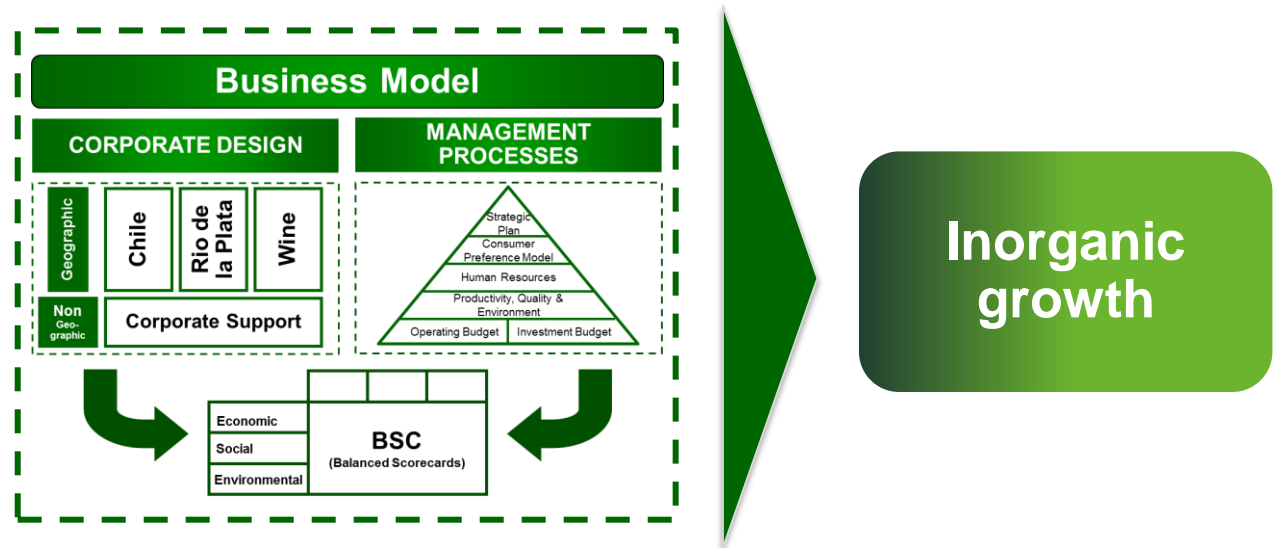 Business Model
CORPORATE DESIGN
MANAGEMENT
PROCESSES
Geographic
Chile
Rio de
la Plata
Wine
Non
Geo-
graphic
Corporate Support
Strategic
Plan
Consumer
Preference Model
Human Resources
Productivity, Quality &
Environment
Operating Budget
Investment Budget
Economic
Social
Environmental
BSC
(Balanced Scorecards)
Inorganic
growth